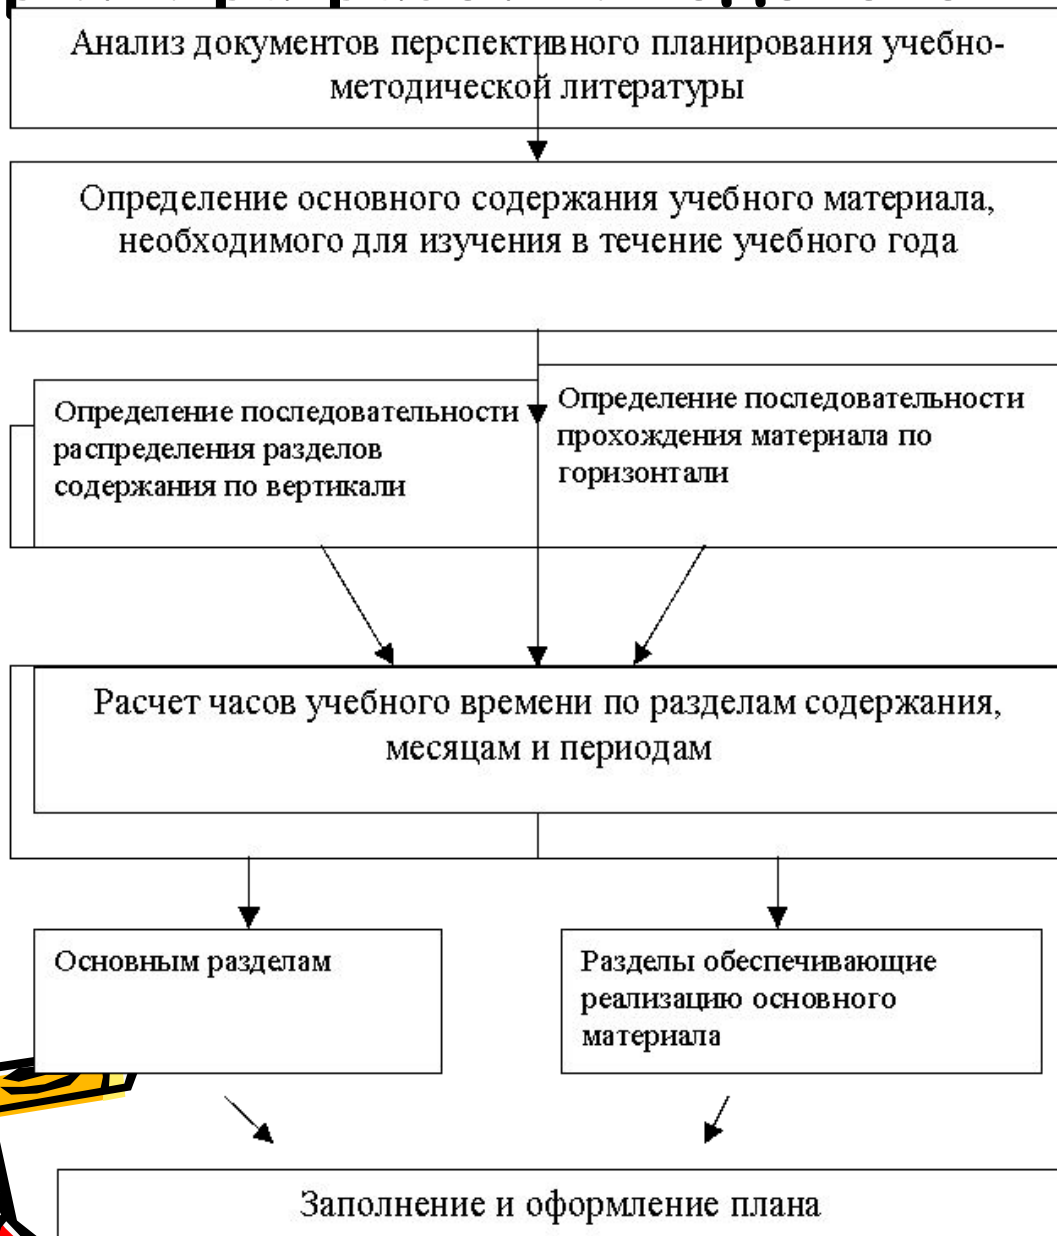 Анализ документов перспективного планирования учебно-
методической литературы
Определение основного содержания учебного материала,
необходимого для изучения в течение учебного года
Определение последовательности
распределения разделов
содержания по вертикали
Определение последовательности
прохождения материала по
горизонтали
Расчет часов учебного времени по разделам содержания,
месяцам и периодам
Основным разделам
Разделы обеспечивающие
реализацию основного
материала
Заполнение и оформление плана